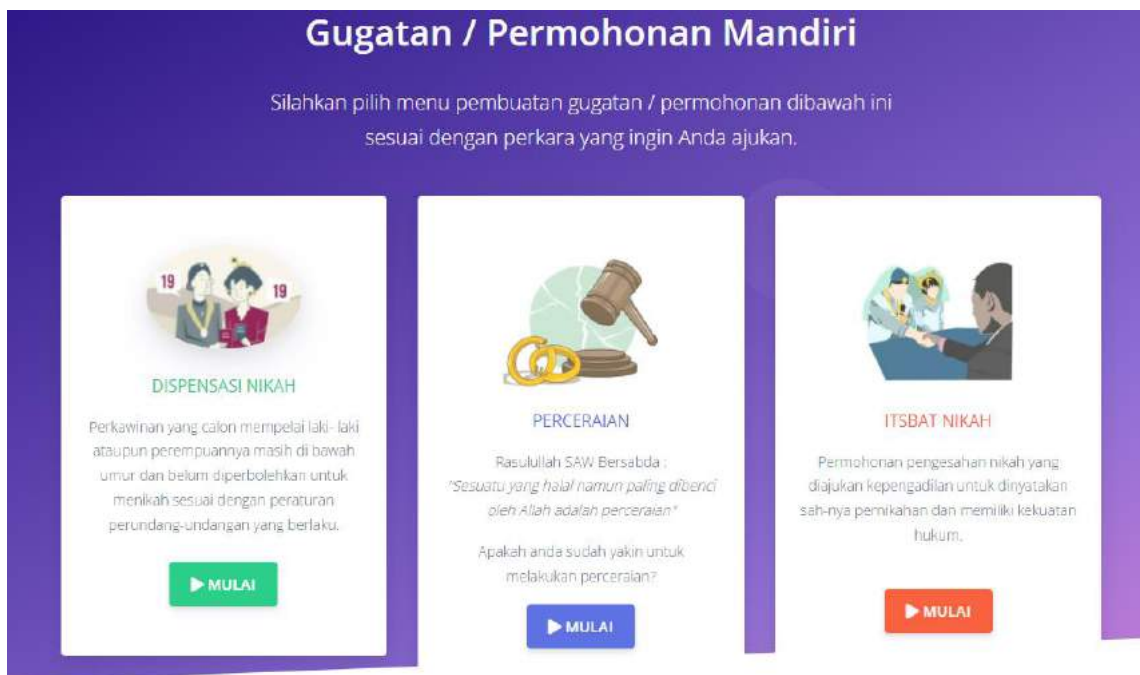 Gugatan / Permohonan Mandiri
Silahkan pilih menu pembuatan gugatan / permohonan dibawah ini
sesuai dengan perkara yang ingin Anda ajukan.
19
19
DISPENSASI NIKAH
Perkawinan yang calon mempelai laki- laki
ataupun perempuannya masih di bawah
umur dan belum diperbolehkan untuk
menikah sesuai dengan peraturan
perundang-undangan yang berlaku.
MULAI
PERCERAIAN
Rasulullah SAW Bersabda :
"Sesuatu yang halal namun paling dibenci
oleh Allah adalah perceraian"
Apakah anda sudah yakin untuk
melakukan perceraian?
MULAI
ITSBAT NIKAH
Permohonan pengesahan nikah yang
diajukan kepengadilan untuk dinyatakan
sah-nya pernikahan dan memiliki kekuatan
hukum.
MULAI